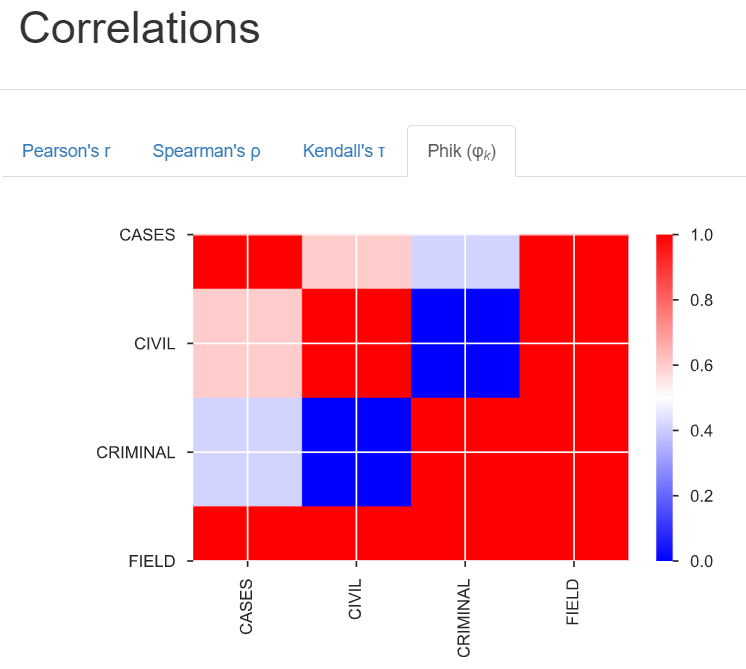 Correlations
Pearson's r Spearman's ρ Kendall's τ Phik (φk)
CASES
CIVIL
CRIMINAL
FIELD
CASES CIVIL CRIMINAL FIELD
1.0
0.8
0.6
0.4
0.2
0.0